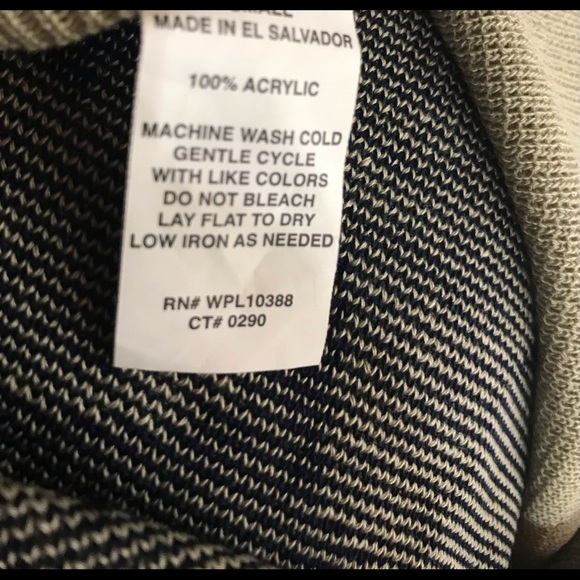 SMALL
MADE IN EL SALVADOR
100% ACRYLIC
MACHINE WASH COLD
GENTLE CYCLE
WITH LIKE COLORS
DO NOT BLEACH
LAY FLAT TO DRY
LOW IRON AS NEEDED
RN# WPL10388
CT# 0290